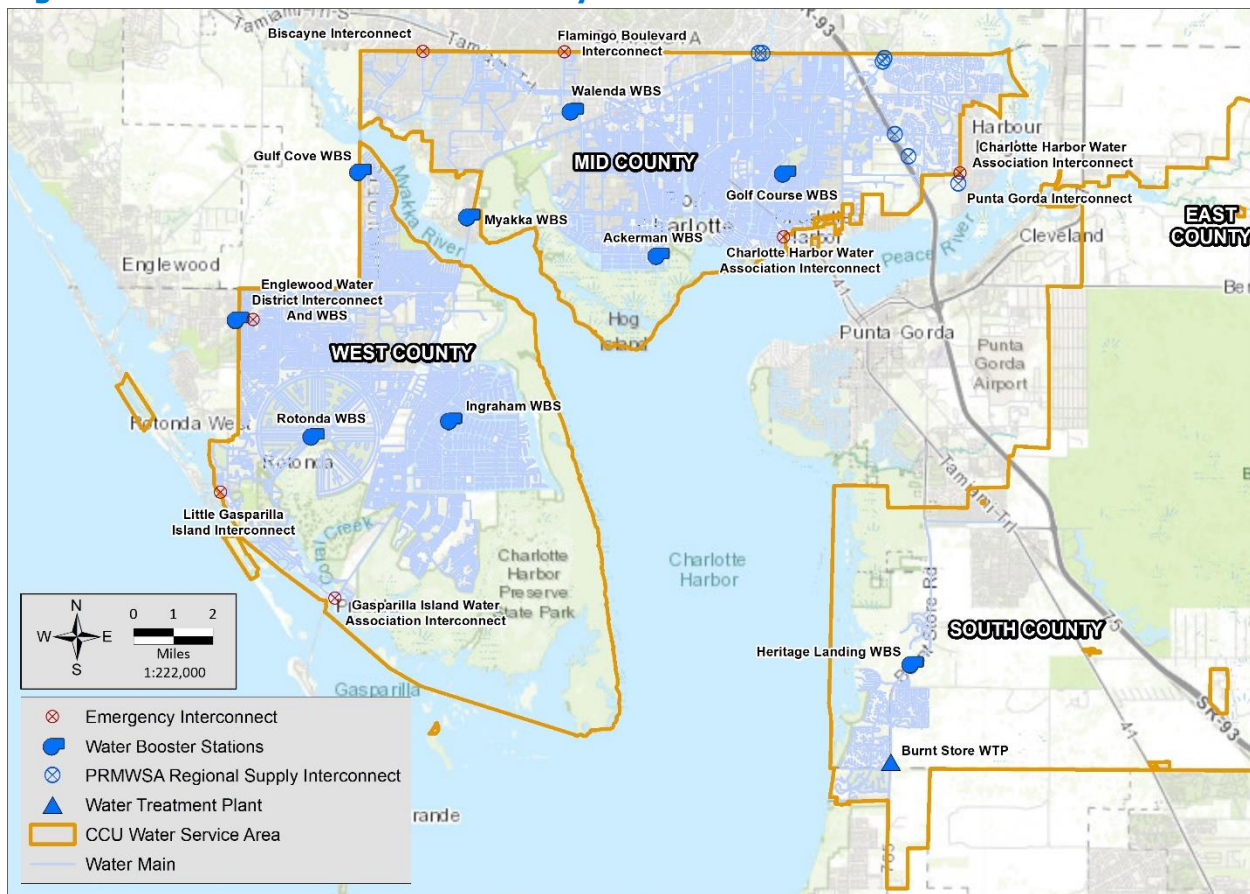 Biscayne Interconnect
Flamingo Boulevard
Interconnect
Walenda WBS
MID COUNTY
Gulf Cove WBS
Myakka River
Myakka WBS
Golf Course WBS
Ackerman WBS
Harbour
Charlotte Harbor Water
Association Interconnect
Punta Gorda Interconnect
Charlotte Harbor Water
Association Interconnect
Peace River
Cleveland
EAST
COUNTY
Englewood
Englewood Water
District Interconnect
And WBS
Hog
Island
Punta Gorda
Punta
Gorda
Airport
WEST COUNTY
Rotonda West
Rotonda WBS
Rotonda
Ingraham WBS
Tamiami-Trl
Little Gasparilla
Island Interconnect
Coral Creek
Charlotte
Harbor
Preserve
State Park
Charlotte
Harbor
Gasparilla Island Water
Association Interconnect
Gasparilla
75
SOUTH COUNTY
Heritage Landing WBS
SR-93
41
Burnt Store WTP
765
N
W E
S
0 1 2
Miles
1:222,000
Emergency Interconnect
Water Booster Stations
PRMWSA Regional Supply Interconnect
Water Treatment Plant
CCU Water Service Area
Water Main